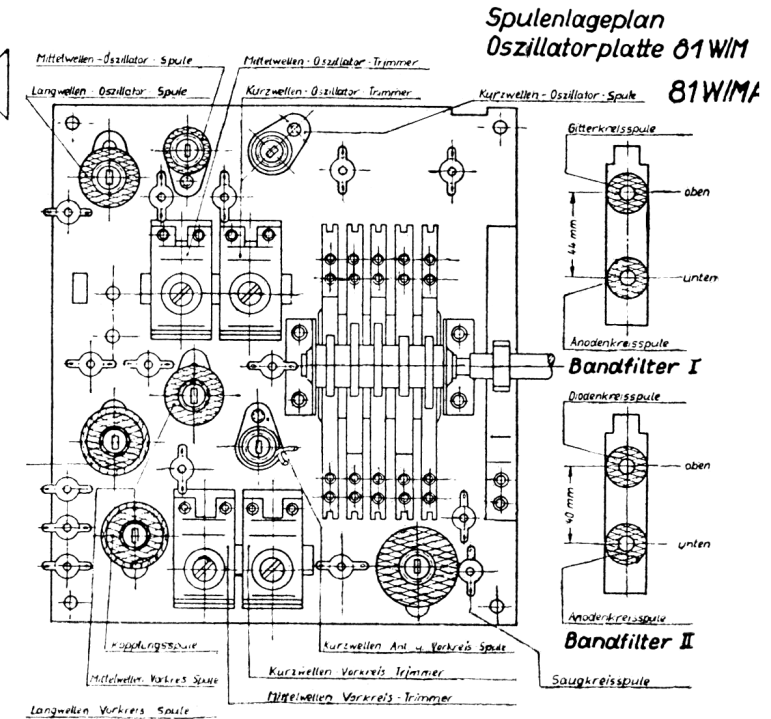 Spulenlageplan
Oszillatorplatte 81W/M
81W/MA
Mittelwellen-Oszillator-Spule
Mittelwellen-Oszillator-Trimmer
Langwellen-Oszillator Spule
Kurzwellen-Oszillator-Trimmer
Kurzwellen-Oszillator-Spule
Gitterkreisspule
oben
44 mm
unten
Anodenkreisspule
Bandfilter I
Diodenkreisspule
oben
40 mm
unten
Anodenkreisspule
Bandfilter II
Kopplungsspule
Kurzwellen Ant u. Vorkreis Spule
Mittelwellen Vorkreis Spule
Kurzwellen-Vorkreis Trimmer
Saugkreisspule
Mittelwellen Vorkreis-Trimmer
Langwellen Vorkreis Spule